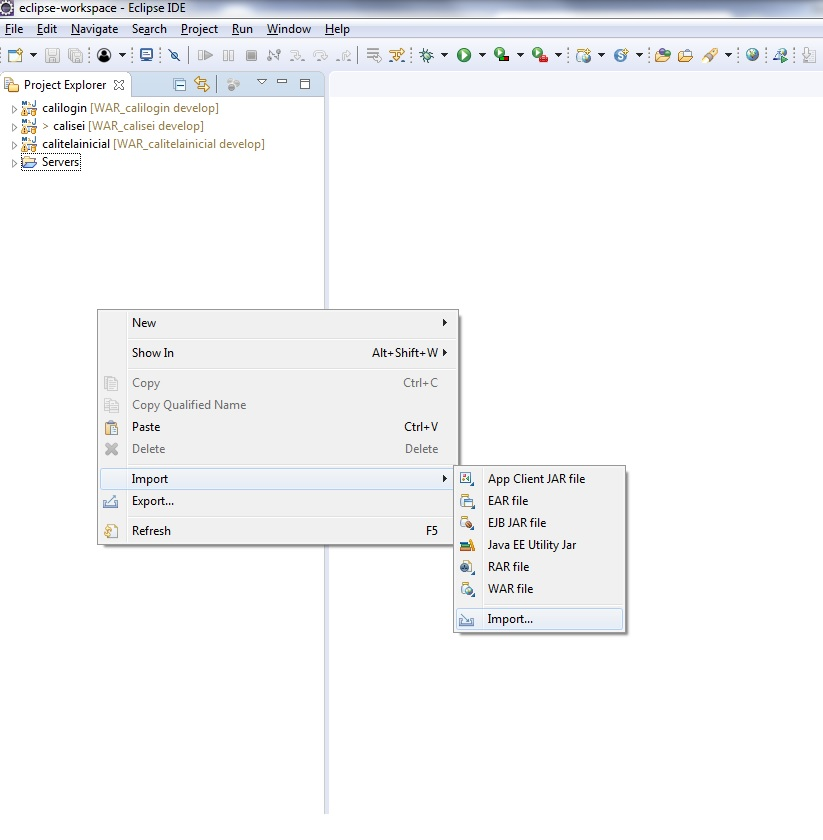 eclipse-workspace - Eclipse IDE
File Edit Navigate Search Project Run Window Help
Project Explorer
calilogin [WAR_calilogin develop]
> calisei [WAR_calisei develop]
calitelainicial [WAR_calitelainicial develop]
Servers
New
Show In Alt+Shift+W
Copy Ctrl+C
Copy Qualified Name
Paste Ctrl+V
Delete Delete
Import
Export...
Refresh F5
App Client JAR file
EAR file
EJB JAR file
Java EE Utility Jar
RAR file
WAR file
Import...